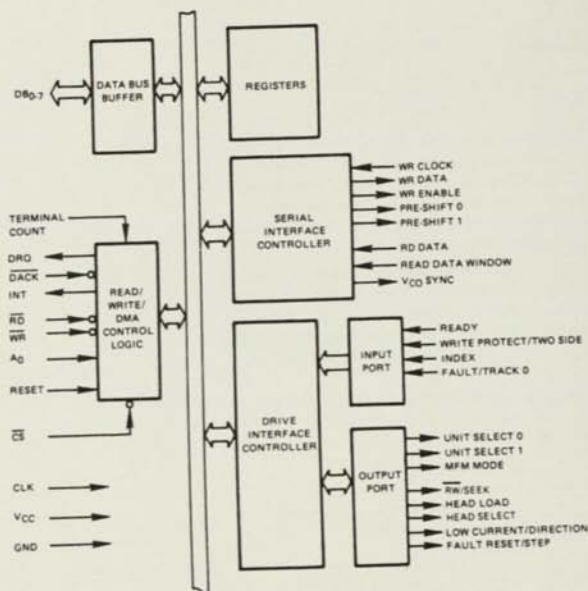 DB0-7
DATA BUS
BUFFER
REGISTERS
TERMINAL
COUNT
DRQ
DACK
INT
RD
WR
A0
RESET
CS
READ/
WRITE/
DMA
CONTROL
LOGIC
SERIAL
INTERFACE
CONTROLLER
WR CLOCK
WR DATA
WR ENABLE
PRE-SHIFT 0
PRE-SHIFT 1
RD DATA
READ DATA WINDOW
VCO SYNC
DRIVE
INTERFACE
CONTROLLER
INPUT
PORT
READY
WRITE PROTECT/TWO SIDE
INDEX
FAULT/TRACK 0
OUTPUT
PORT
UNIT SELECT 0
UNIT SELECT 1
MFM MODE
RW/SEEK
HEAD LOAD
HEAD SELECT
LOW CURRENT/DIRECTION
FAULT RESET/STEP
CLK
VCC
GND